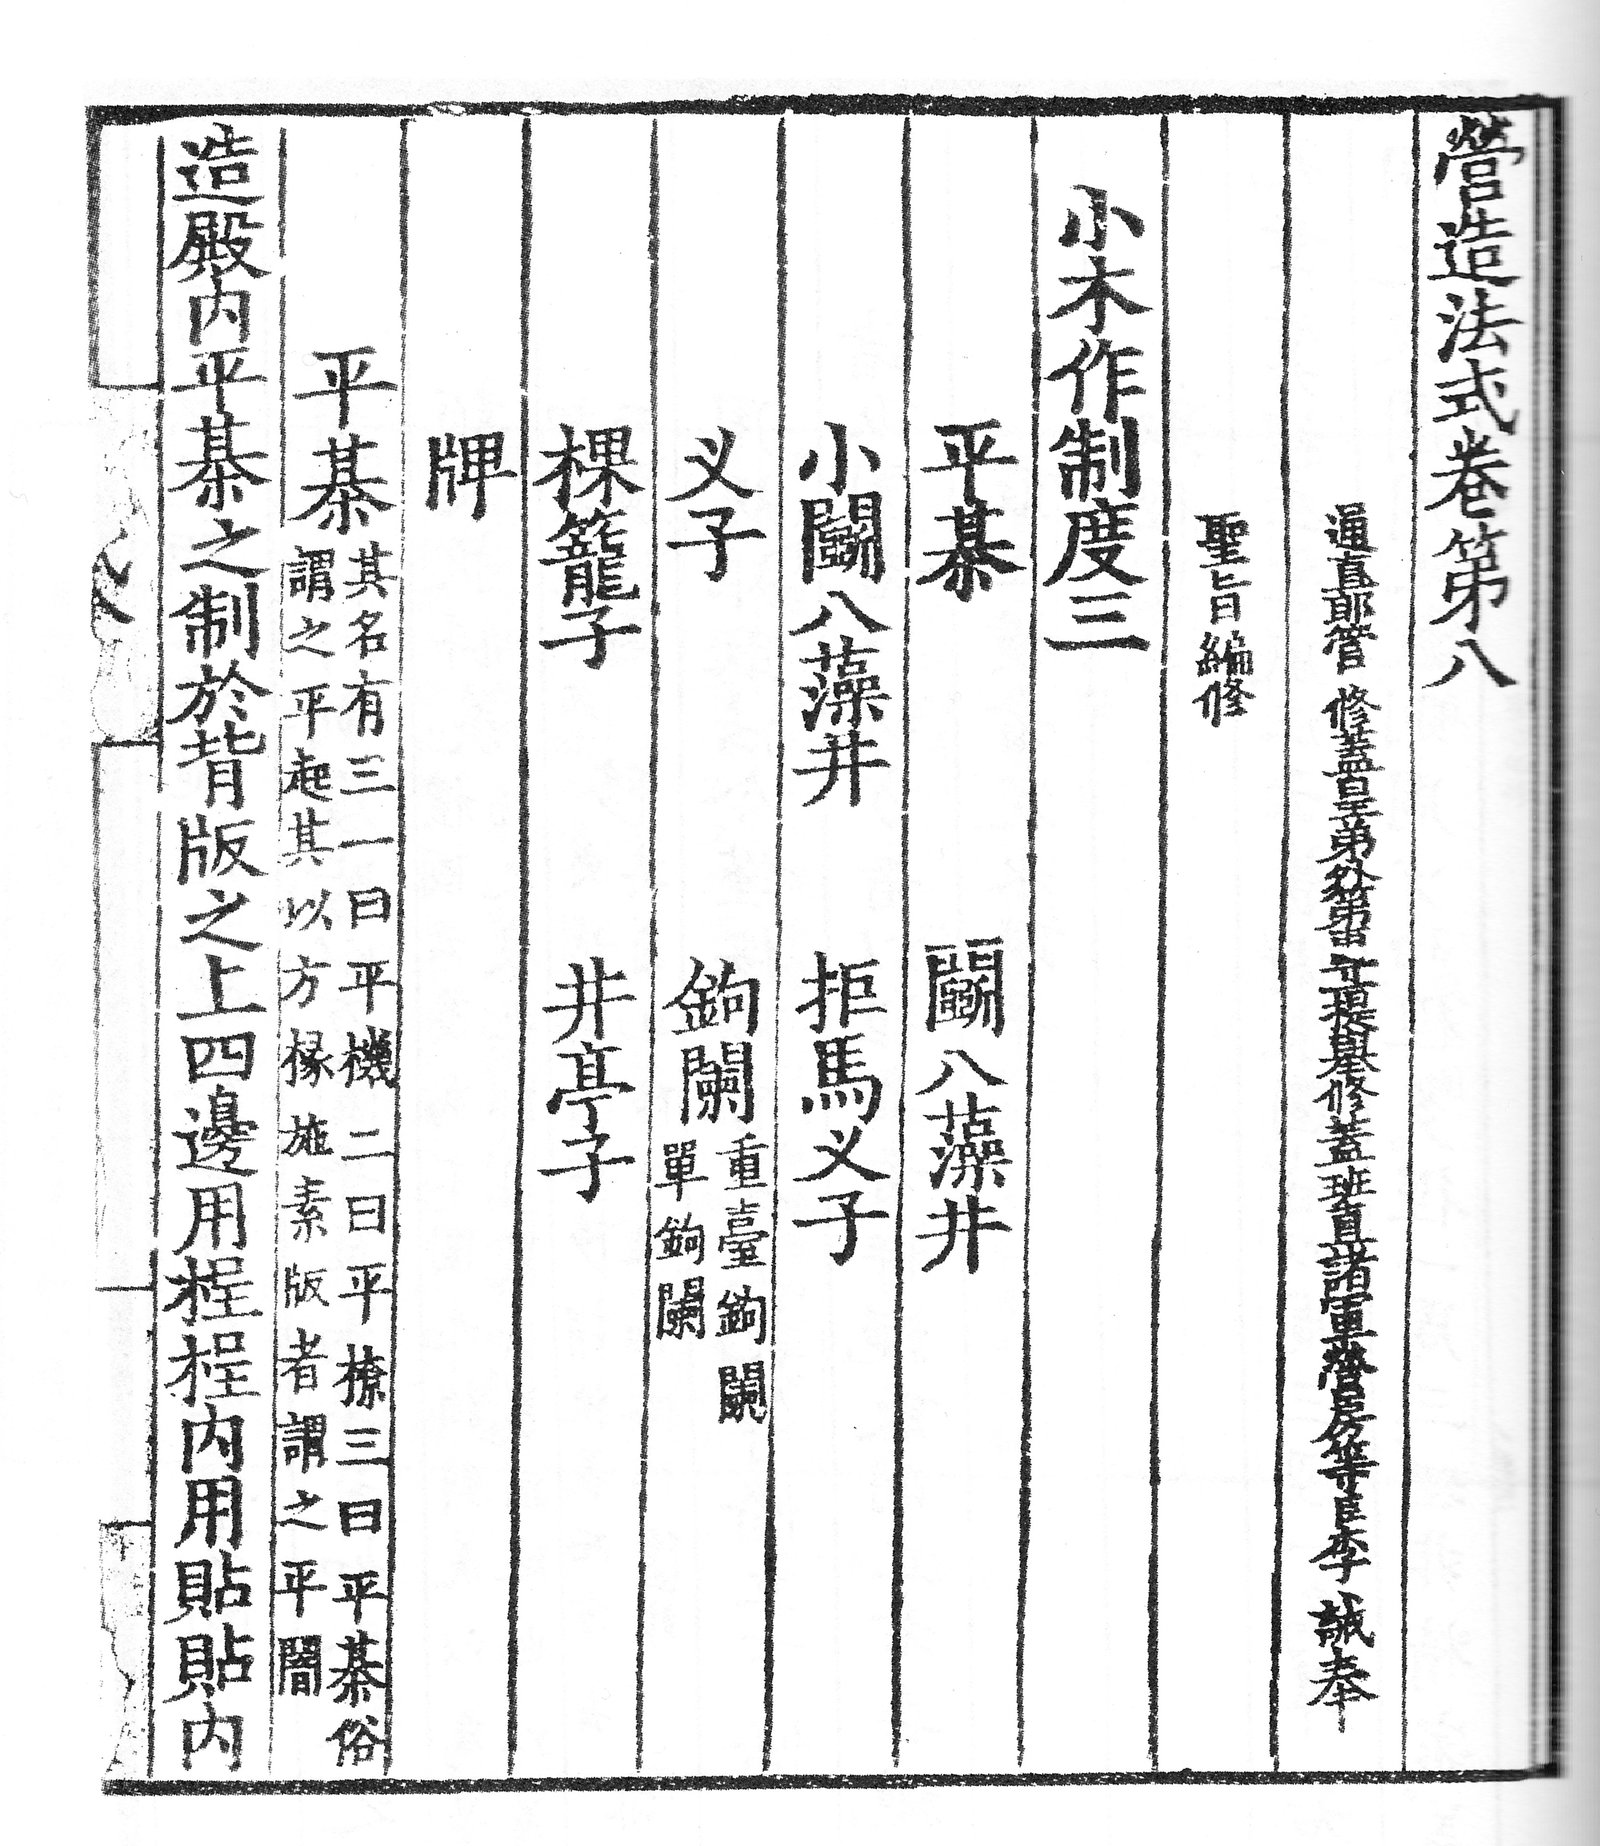 營造法式卷第八
通直郎管修蓋皇弟外第専一提舉修蓋班直諸軍營房等臣李誡奉
聖旨編修
小木作制度三
平棊　闘八藻井
小闘八藻井　拒馬义子
义子　鉤闌重臺鉤闌
單鉤闌
棵籠子　井亭子
牌
平棊其名有三一曰平機二曰平橑三曰平棊俗
謂之平起其以方椽施素版者謂之平闇
造殿内平棊之制於背版之上四邊用桯桯内用貼貼内